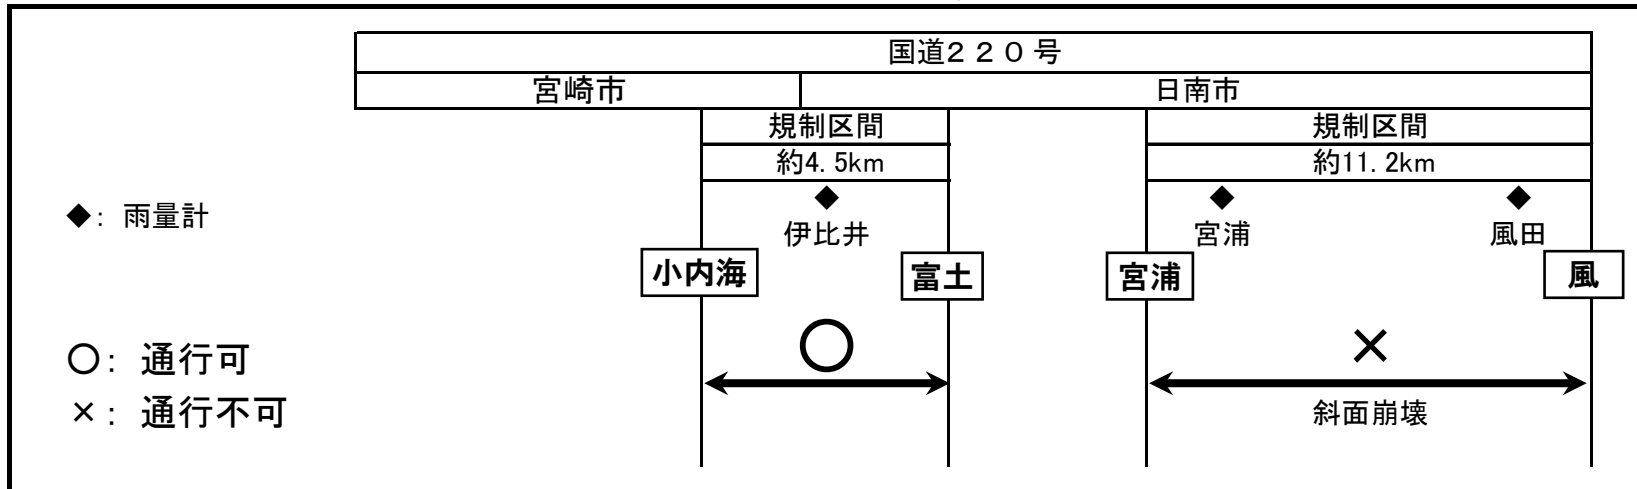 国道２２０号
宮崎市 日南市
規制区間 規制区間
約4.5km 約11.2km
◆ ◆ ◆
◆：雨量計
伊比井 宮浦 風田
小内海 富土 宮浦 風
○ ×
○：通行可
×：通行不可
斜面崩壊